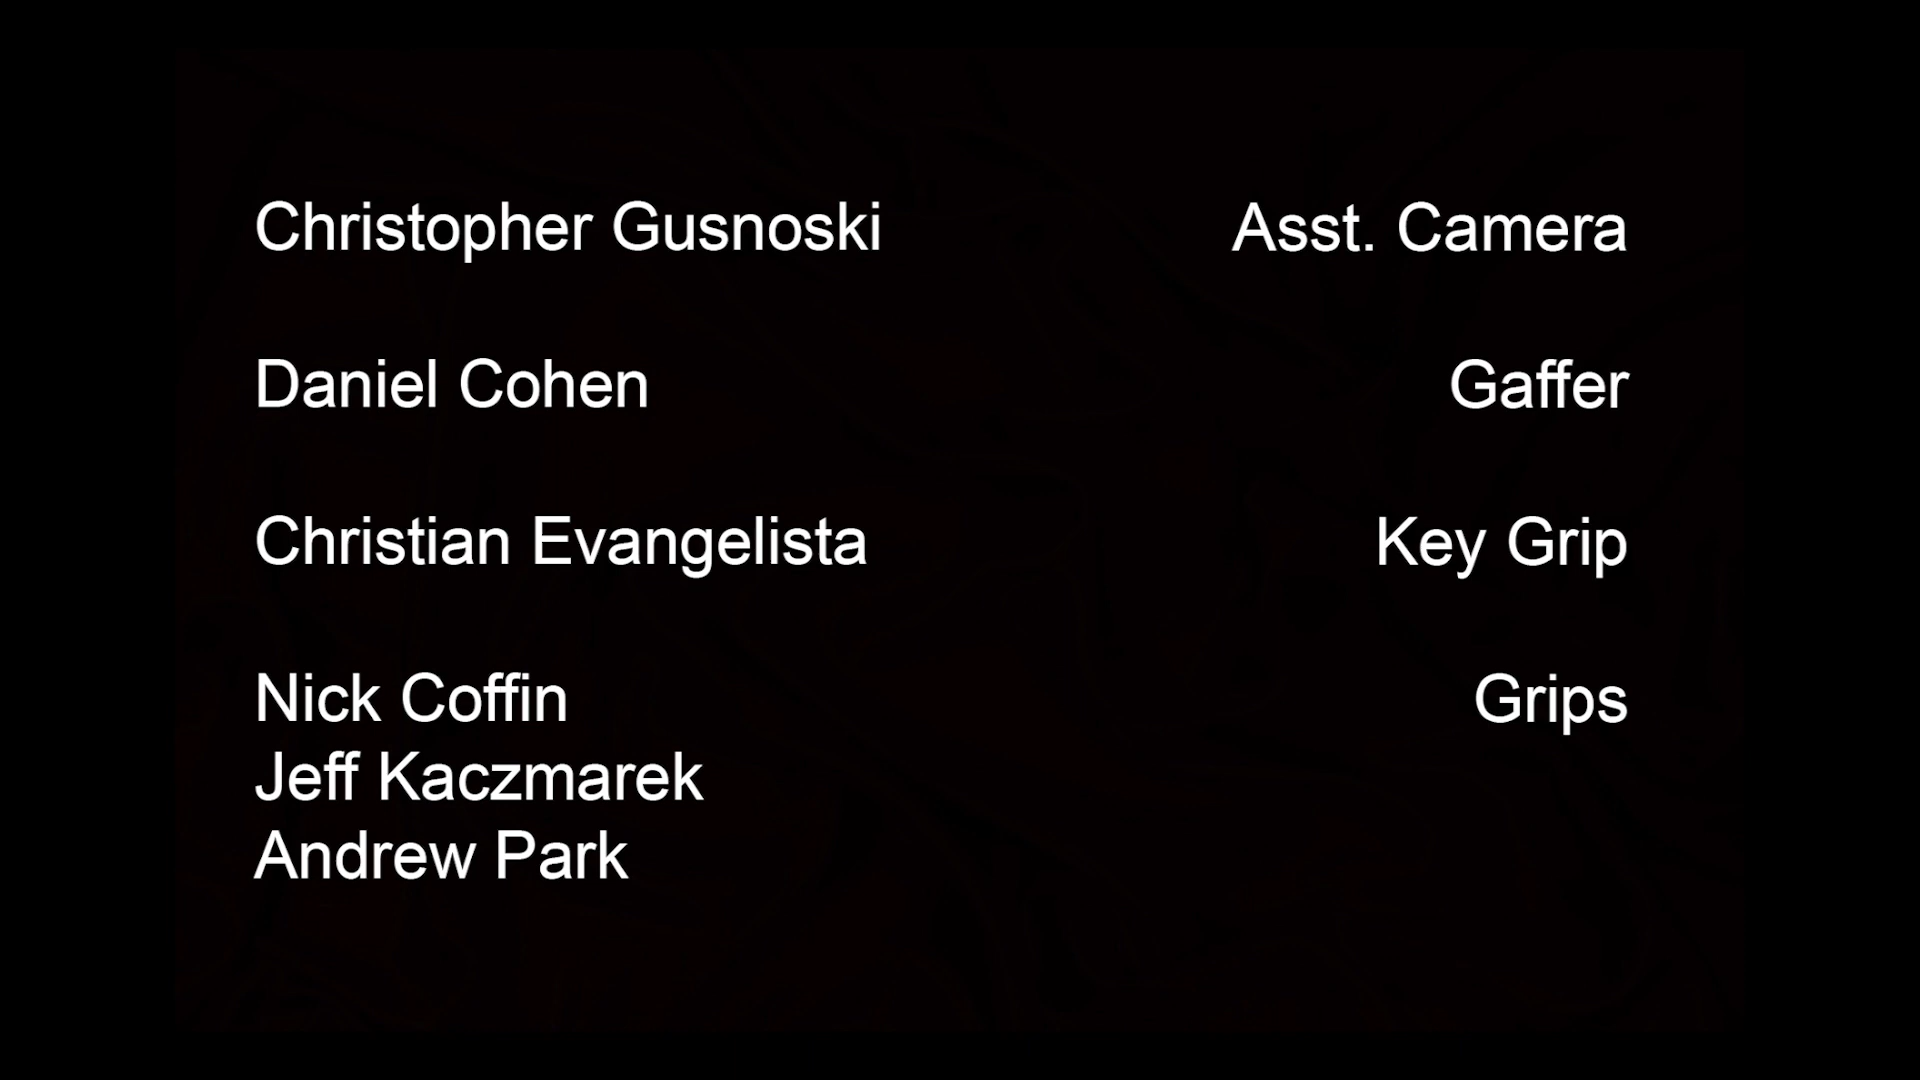 Christopher Gusnoski Asst. Camera
Daniel Cohen Gaffer
Christian Evangelista Key Grip
Nick Coffin Grips
Jeff Kaczmarek
Andrew Park